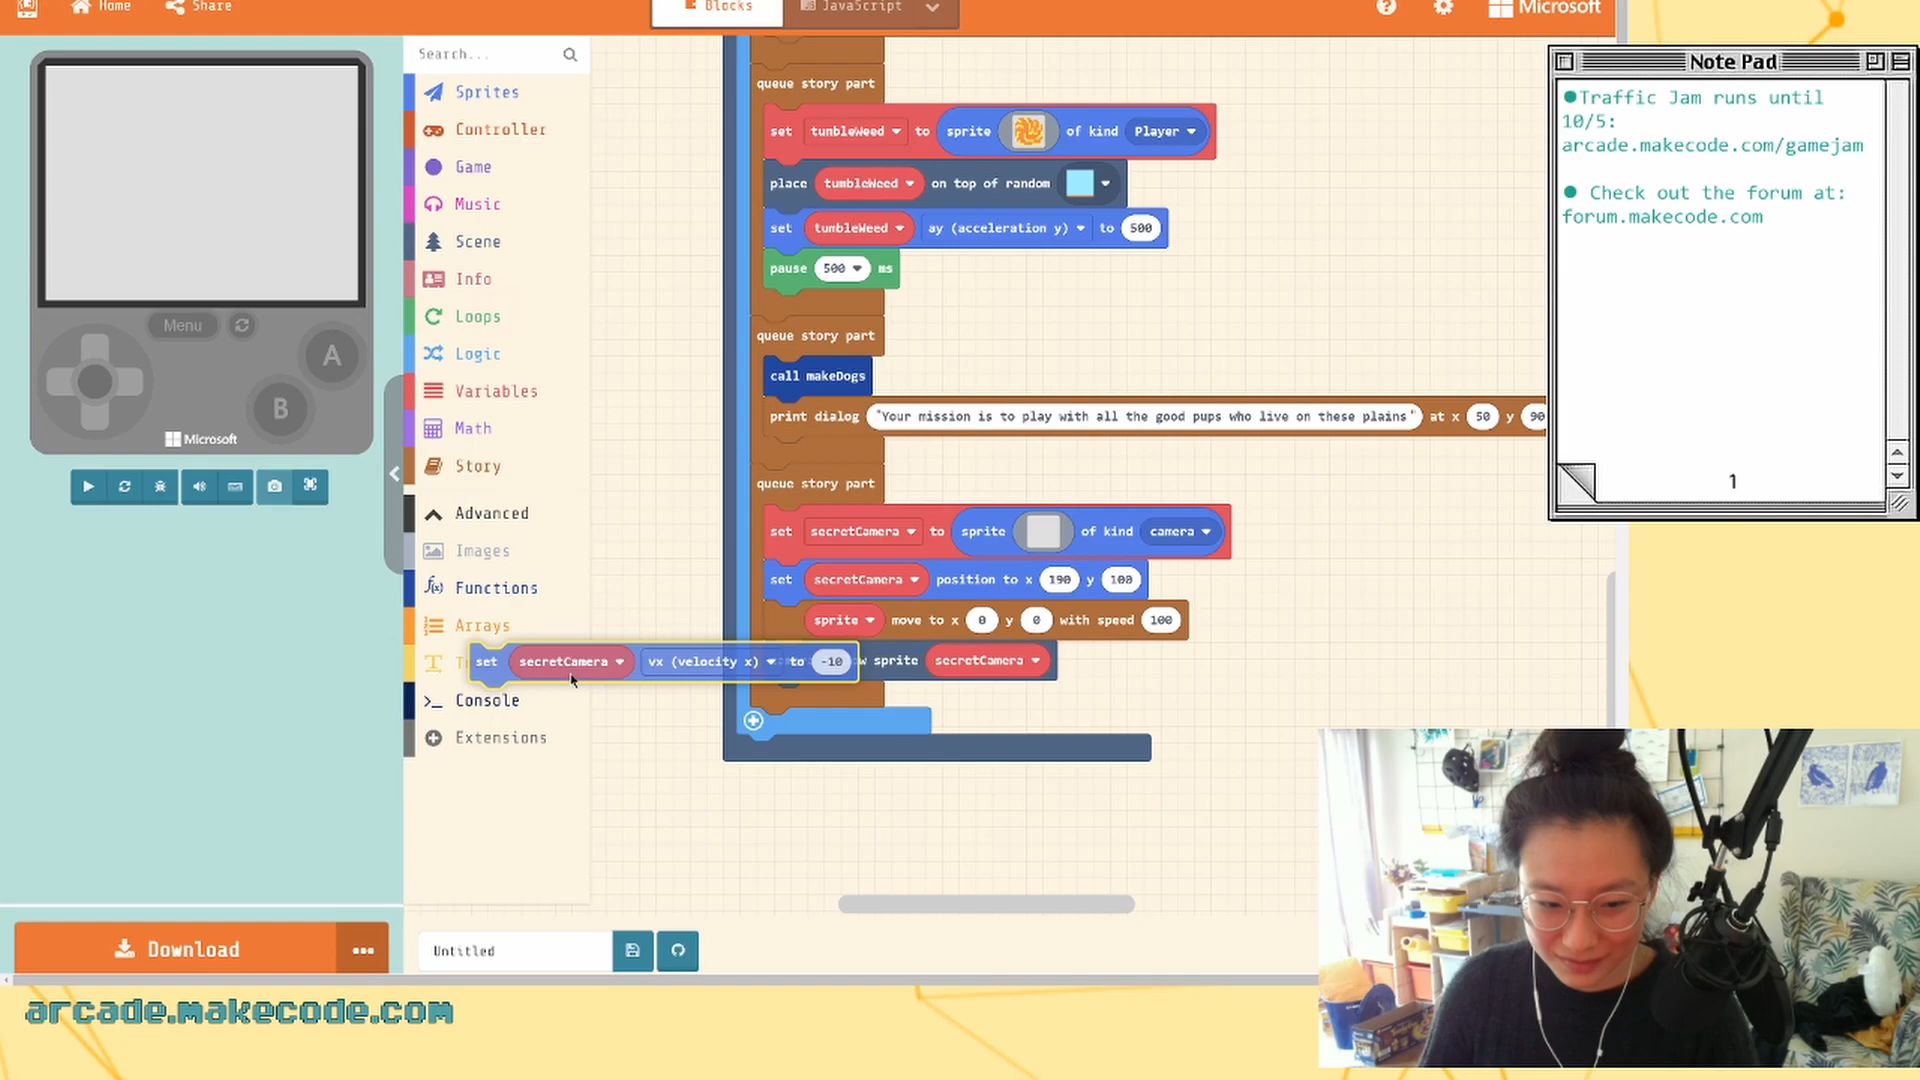 Home
Share
Blocks
JavaScript
Microsoft
Search...
Sprites
Controller
Game
Music
Scene
Info
Loops
Logic
Variables
Math
Story
Advanced
Images
Functions
Arrays
Console
Extensions
Menu
A
B
Microsoft
Download
Untitled
queue story part
set tumbleWeed to sprite of kind Player
place tumbleWeed on top of random
set tumbleWeed ay (acceleration y) to 500
pause 500 ms
queue story part
call makeDogs
print dialog "Your mission is to play with all the good pups who live on these plains" at x 50 y 90
queue story part
set secretCamera to sprite of kind camera
set secretCamera position to x 190 y 100
sprite move to x 0 y 0 with speed 100
set secretCamera vx (velocity x) to -10
w sprite secretCamera
Note Pad
●Traffic Jam runs until
10/5:
arcade.makecode.com/gamejam
● Check out the forum at:
forum.makecode.com
1
arcade.makecode.com